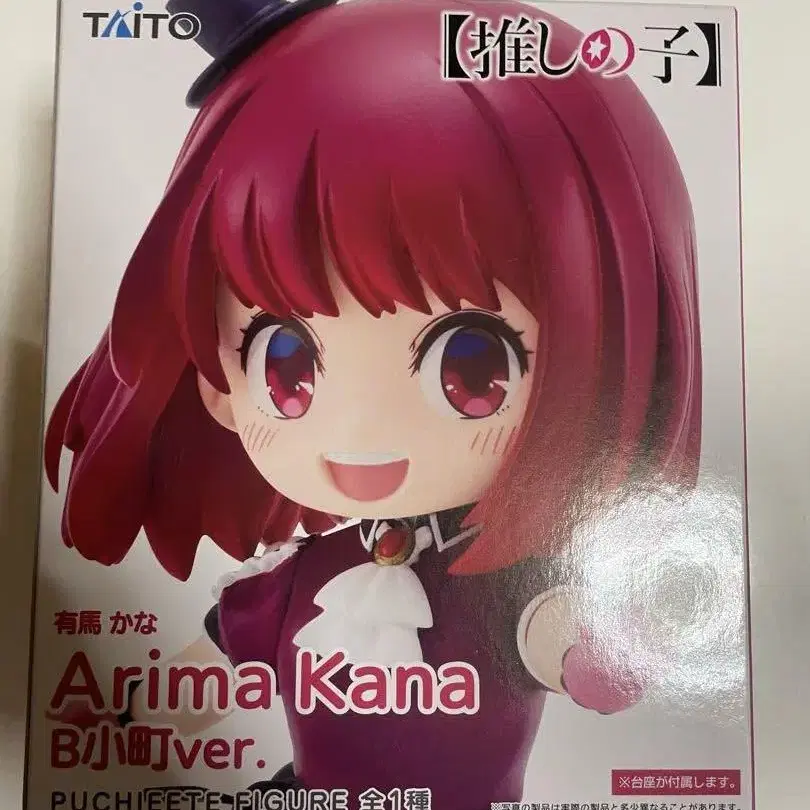 TAITO
【推しの子】
有馬 かな
Arima Kana
B小町ver.
PUCHIEETE FIGURE 全1種
※台座が付属します。
※写真の製品は実際の製品と多少異なることがあります。